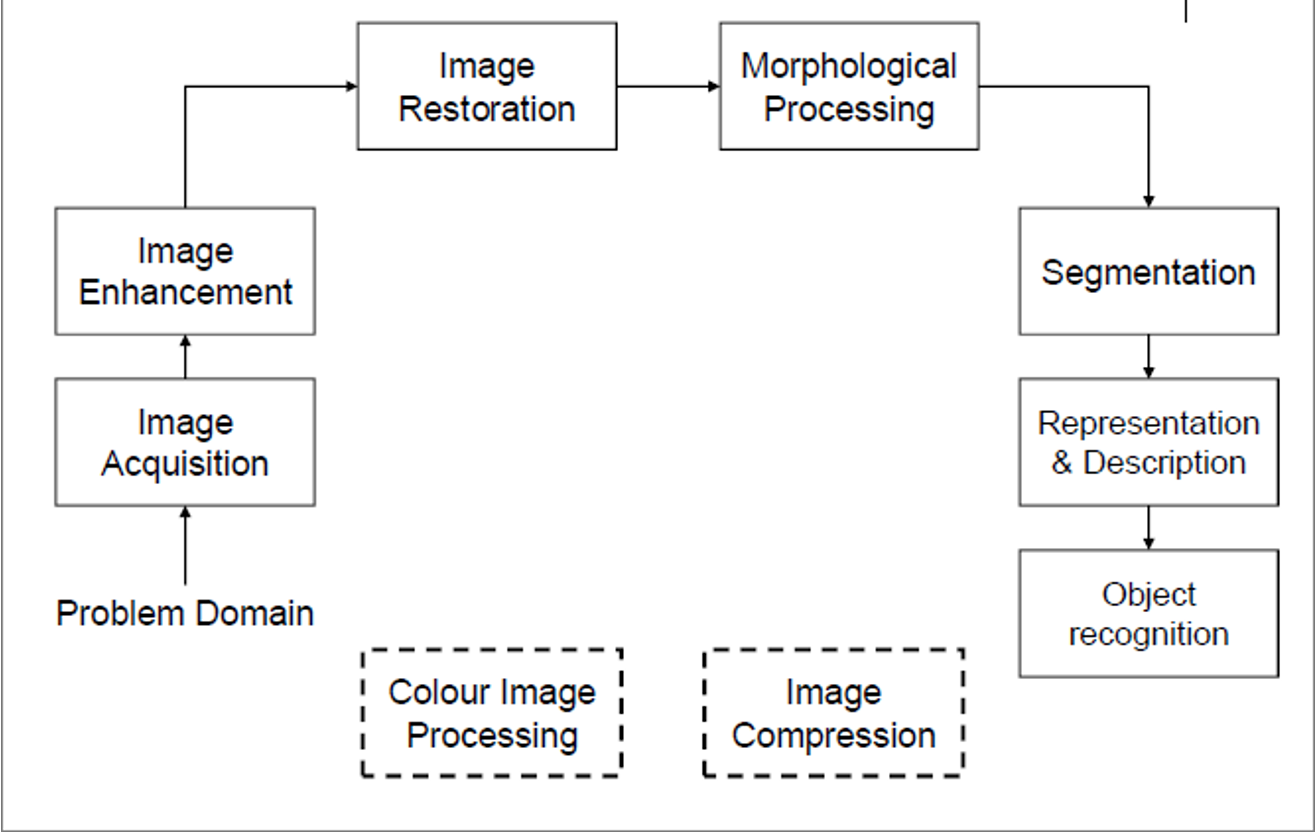 Image
Restoration
Morphological
Processing
Image
Enhancement
Segmentation
Image
Acquisition
Representation
& Description
Problem Domain
Object
recognition
Colour Image
Processing
Image
Compression